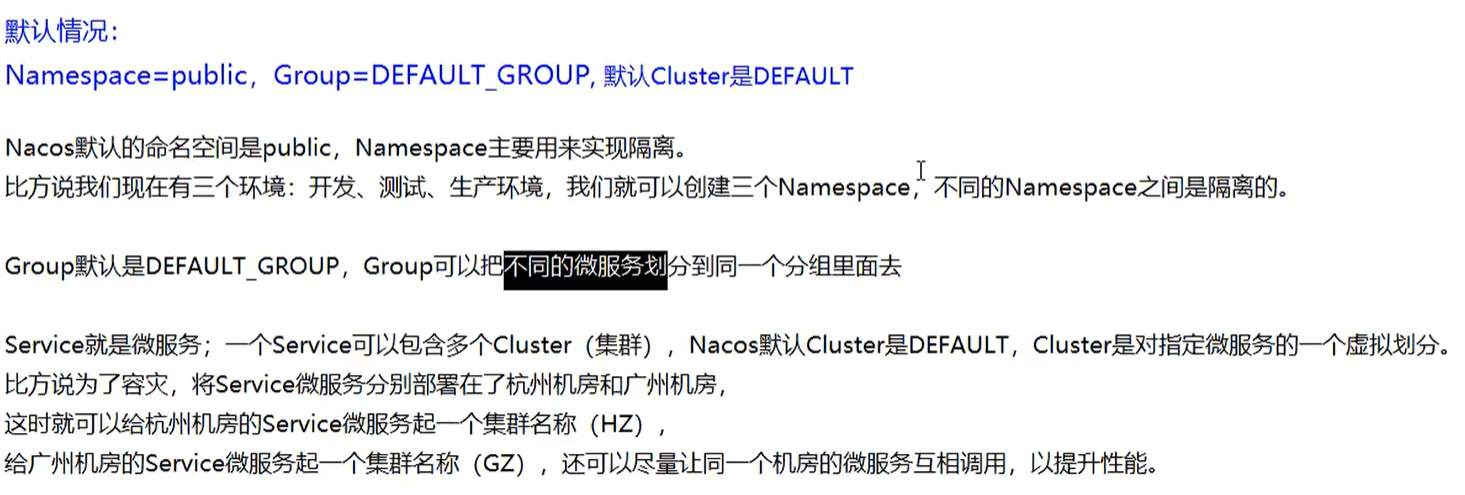 默认情况：
Namespace=public，Group=DEFAULT_GROUP, 默认Cluster是DEFAULT
Nacos默认的命名空间是public，Namespace主要用来实现隔离。
比方说我们现在有三个环境：开发、测试、生产环境，我们就可以创建三个Namespace，不同的Namespace之间是隔离的。
Group默认是DEFAULT_GROUP，Group可以把不同的微服务划分到同一个分组里面去
Service就是微服务；一个Service可以包含多个Cluster（集群），Nacos默认Cluster是DEFAULT，Cluster是对指定微服务的一个虚拟划分。
比方说为了容灾，将Service微服务分别部署在了杭州机房和广州机房，
这时就可以给杭州机房的Service微服务起一个集群名称（HZ），
给广州机房的Service微服务起一个集群名称（GZ），还可以尽量让同一个机房的微服务互相调用，以提升性能。